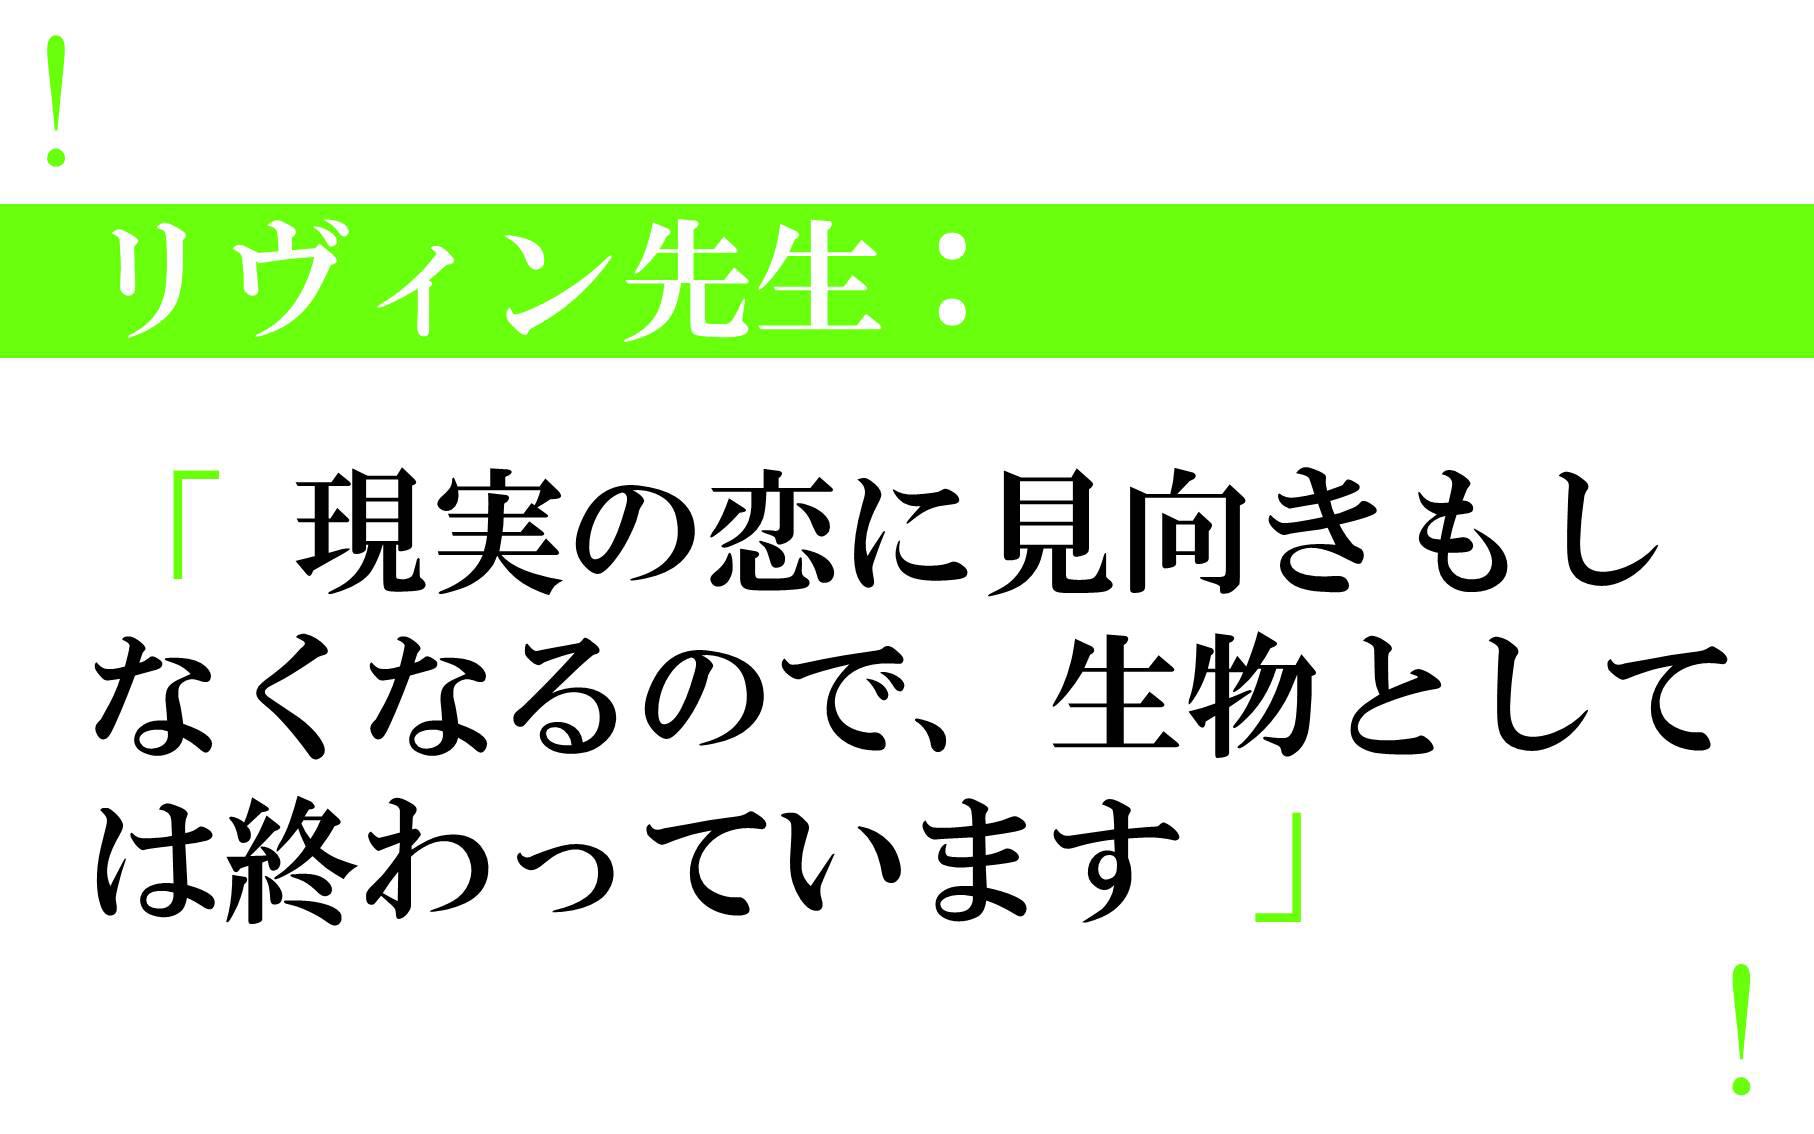 ！
リヴィン先生：
「現実の恋に見向きもし
なくなるので、生物として
は終わっています」
！